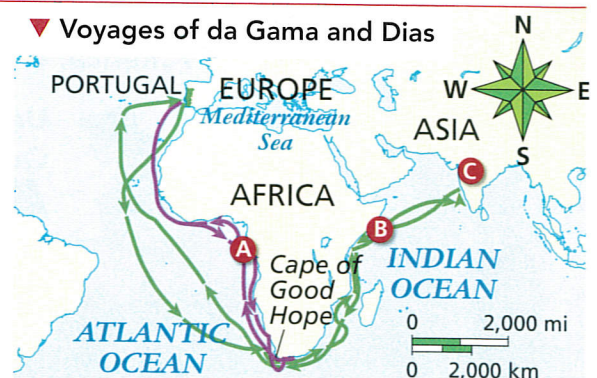 Voyages of da Gama and Dias
N
W E
S
PORTUGAL
EUROPE
Mediterranean
Sea
ASIA
C
AFRICA
B
A
Cape of
Good
Hope
INDIAN
OCEAN
ATLANTIC
OCEAN
0 2,000 mi
0 2,000 km